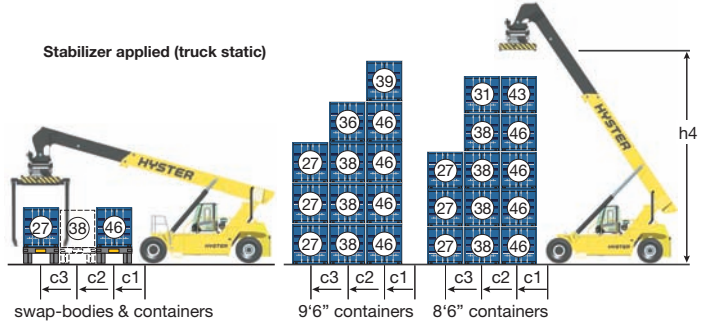 Stabilizer applied (truck static)
HYSTER
HYSTER
27 38 46
c3 c2 c1
swap-bodies & containers
39
36 46
27 38 46
27 38 46
27 38 46
c3 c2 c1
9‘6” containers
31 43
38 46
27 38 46
27 38 46
27 38 46
c3 c2 c1
8‘6” containers
HYSTER
HYSTER
h4